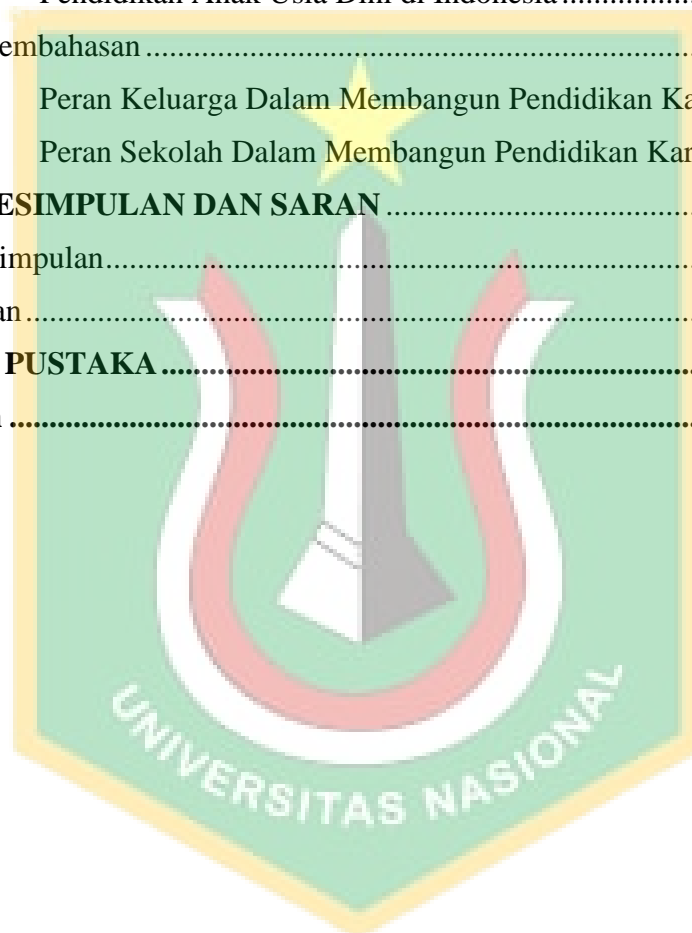 Pendidikan Anak Usia Dini di Indonesia.....................
embahasan.....................................................................................
Peran Keluarga Dalam Membangun Pendidikan Ka
Peran Sekolah Dalam Membangun Pendidikan Kar
ESIMPULAN DAN SARAN.................................................
impulan...........................................................................................
an........................................................................................................
PUSTAKA...............................................................................
..............................................................................................................
UNIVERSITAS NASIONAL